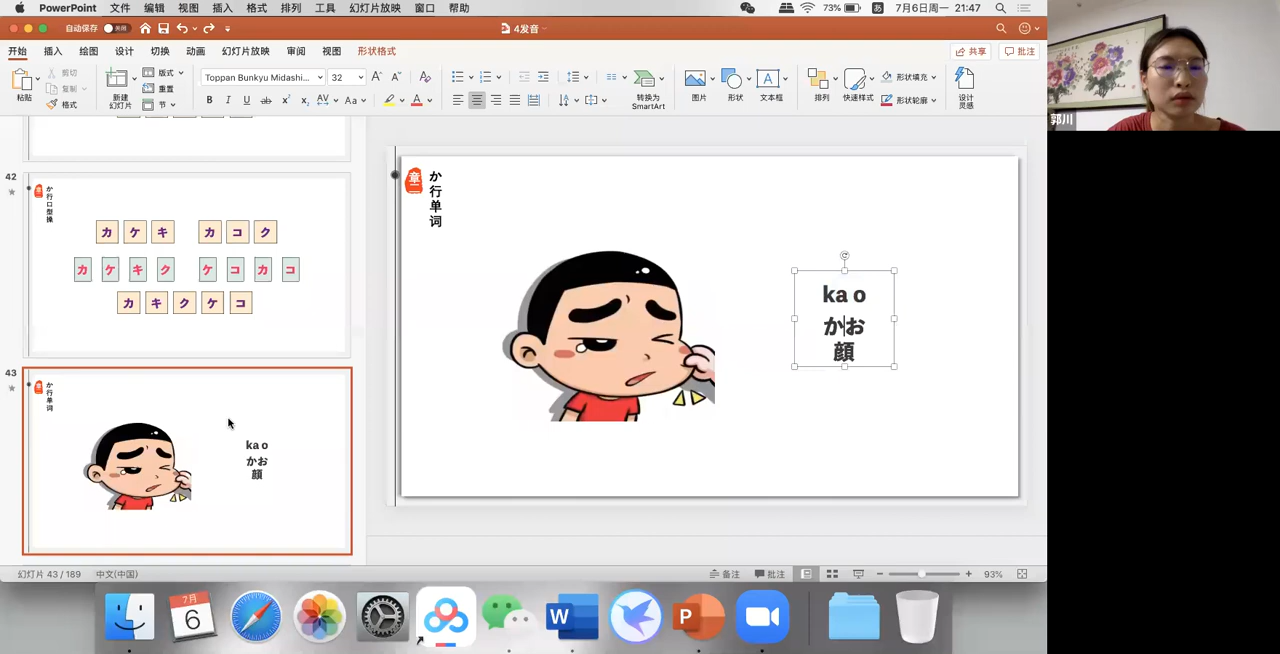 PowerPoint 文件 编辑 视图 插入 格式 排列 工具 幻灯片放映 窗口 帮助
73% あ 7月6日周一 21:47
自动保存 关闭
4发音
开始 插入 绘图 设计 切换 动画 幻灯片放映 审阅 视图 形状格式
共享 批注
粘贴
剪切
复制
格式
新建
幻灯片
版式
重置
节
Toppan Bunkyu Midashi... 32
转换为
SmartArt
图片
形状
文本框
排列
快速样式
形状填充
形状轮廓
设计
灵感
郭川
42
章二
か行口型操
カ ケ キ カ コ ク
カ ケ キ ク ケ コ カ コ
カ キ ク ケ コ
43
章二
か行单词
ka o
かお
顔
章二
か行单词
ka o
かお
顔
幻灯片 43 / 189 中文(中国)
备注 批注 93%
7月
6
W
P